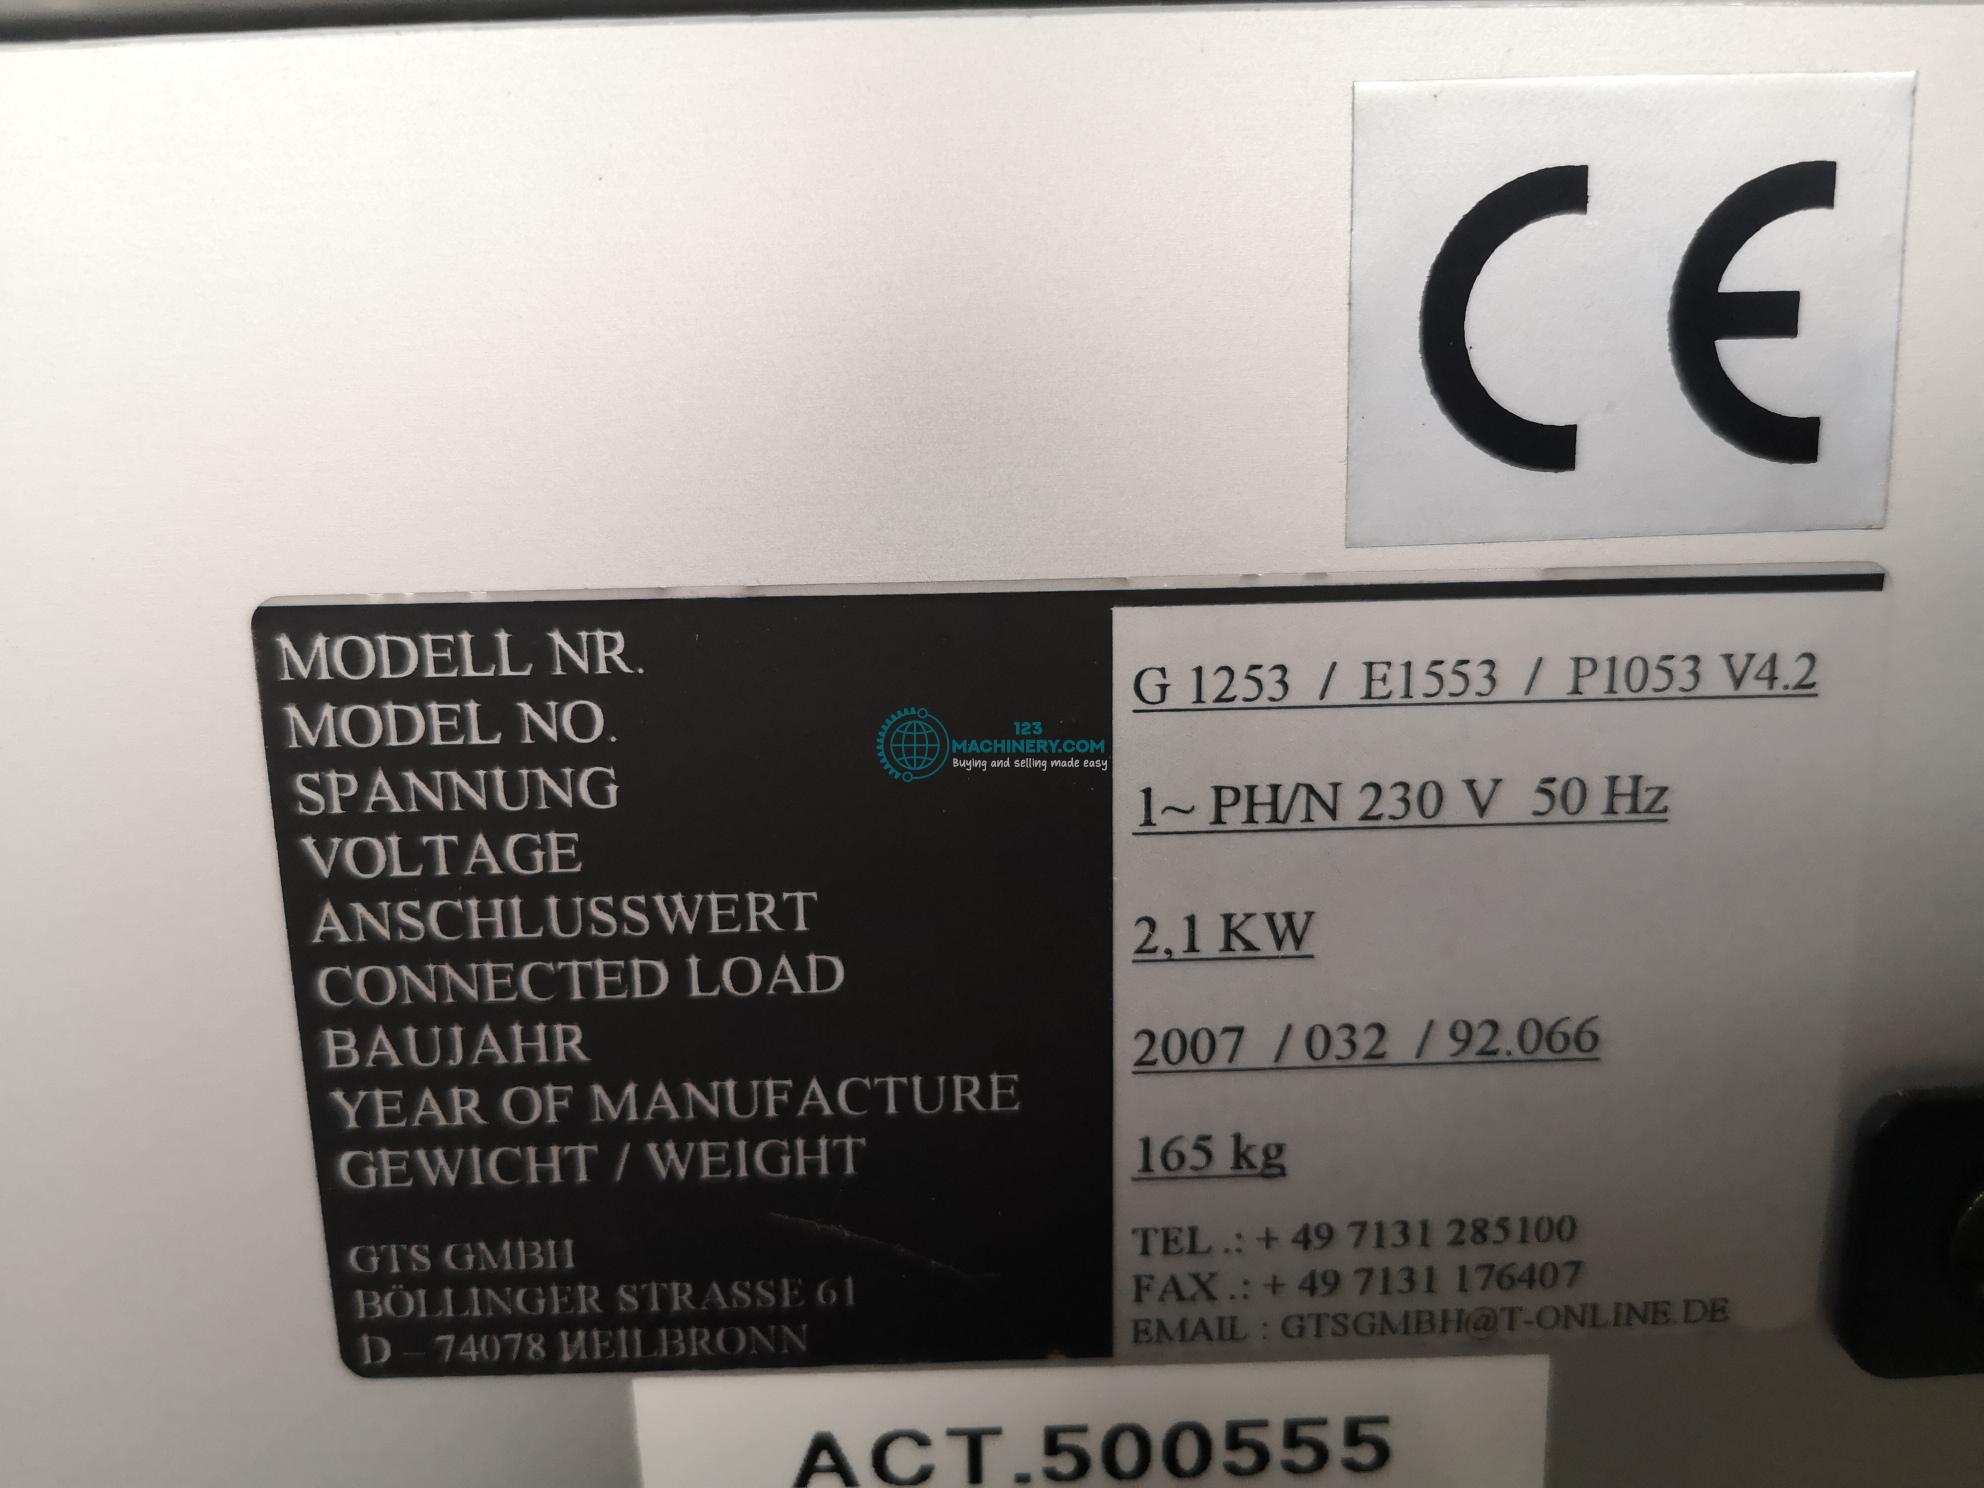 CE
MODELL NR.
MODEL NO.
G 1253 / E1553 / P1053 V4.2
SPANNUNG
VOLTAGE
1~ PH/N 230 V 50 Hz
ANSCHLUSSWERT
CONNECTED LOAD
2,1 KW
BAUJAHR
YEAR OF MANUFACTURE
2007 / 032 / 92.066
GEWICHT / WEIGHT
165 kg
GTS GMBH
BÖLLINGER STRASSE 61
D - 74078 HEILBRONN
TEL .: + 49 7131 285100
FAX .: + 49 7131 176407
EMAIL : GTSGMBH@T-ONLINE.DE
ACT.500555
123
MACHINERY.COM
Buying and selling made easy